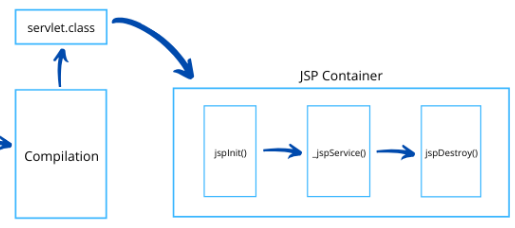 servlet.class
JSP Container
Compilation
jspInit()
_jspService()
jspDestroy()